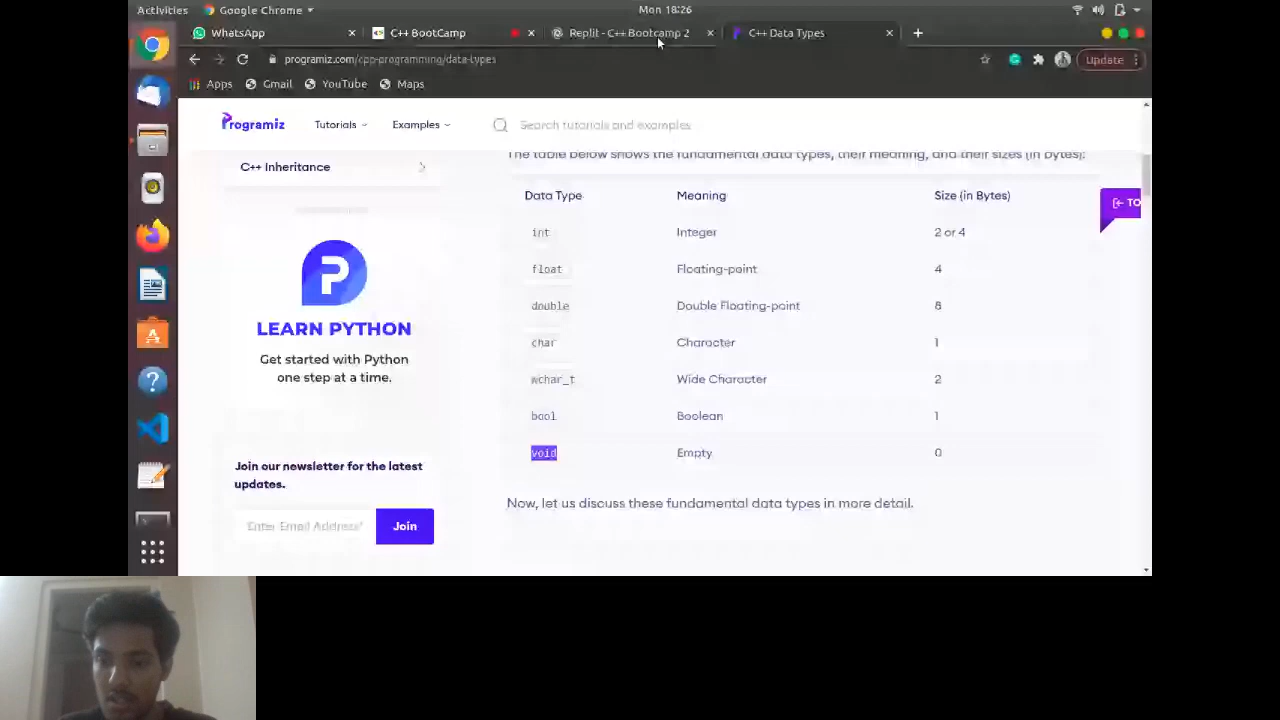 Activities Google Chrome Mon 18:26
WhatsApp C++ BootCamp Replit - C++ Bootcamp 2 C++ Data Types
programiz.com/cpp-programming/data-types Update
Apps Gmail YouTube Maps
Programiz Tutorials Examples Search tutorials and examples
C++ Inheritance
The table below shows the fundamental data types, their meaning, and their sizes (in bytes):
Data Type Meaning Size (in Bytes)
TO
int Integer 2 or 4
float Floating-point 4
double Double Floating-point 8
char Character 1
wchar_t Wide Character 2
bool Boolean 1
void Empty 0
Now, let us discuss these fundamental data types in more detail.
LEARN PYTHON
Get started with Python
one step at a time.
Join our newsletter for the latest
updates.
Enter Email Address* Join